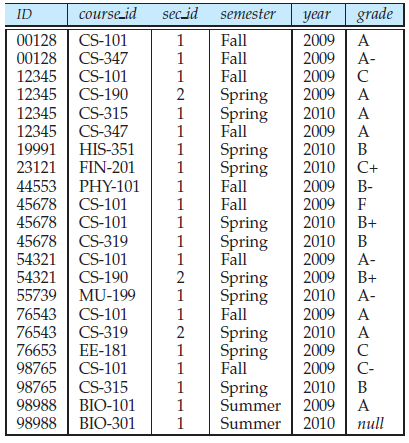 ID course_id sec_id semester year grade
00128 CS-101 1 Fall 2009 A
00128 CS-347 1 Fall 2009 A-
12345 CS-101 1 Fall 2009 C
12345 CS-190 2 Spring 2009 A
12345 CS-315 1 Spring 2010 A
12345 CS-347 1 Fall 2009 A
19991 HIS-351 1 Spring 2010 B
23121 FIN-201 1 Spring 2010 C+
44553 PHY-101 1 Fall 2009 B-
45678 CS-101 1 Fall 2009 F
45678 CS-101 1 Spring 2010 B+
45678 CS-319 1 Spring 2010 B
54321 CS-101 1 Fall 2009 A-
54321 CS-190 2 Spring 2009 B+
55739 MU-199 1 Spring 2010 A-
76543 CS-101 1 Fall 2009 A
76543 CS-319 2 Spring 2010 A
76653 EE-181 1 Spring 2009 C
98765 CS-101 1 Fall 2009 C-
98765 CS-315 1 Spring 2010 B
98988 BIO-101 1 Summer 2009 A
98988 BIO-301 1 Summer 2010 null